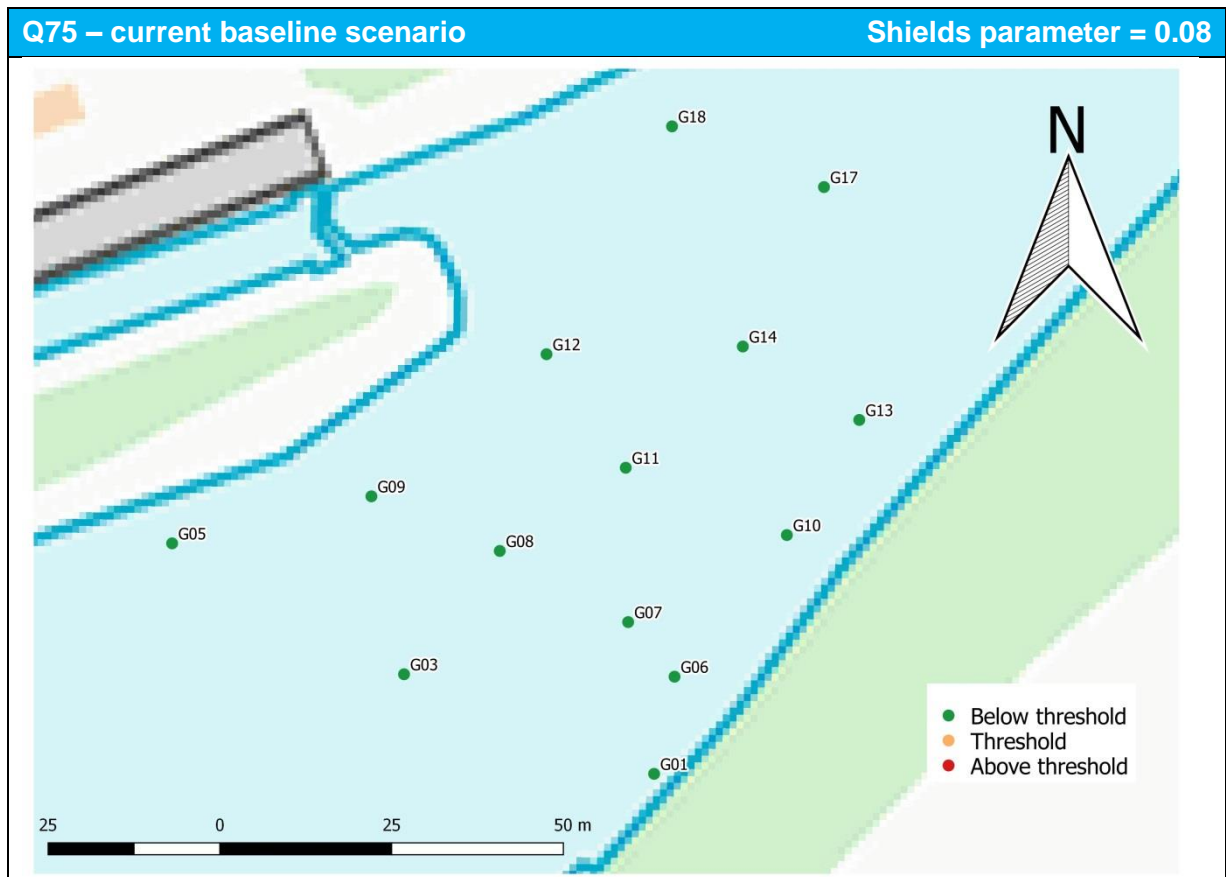 Q75 – current baseline scenario Shields parameter = 0.08
G18
N
G17
G12
G14
G13
G11
G09
G10
G05
G08
G07
G03
G06
Below threshold
Threshold
Above threshold
G01
25 0 25 50 m